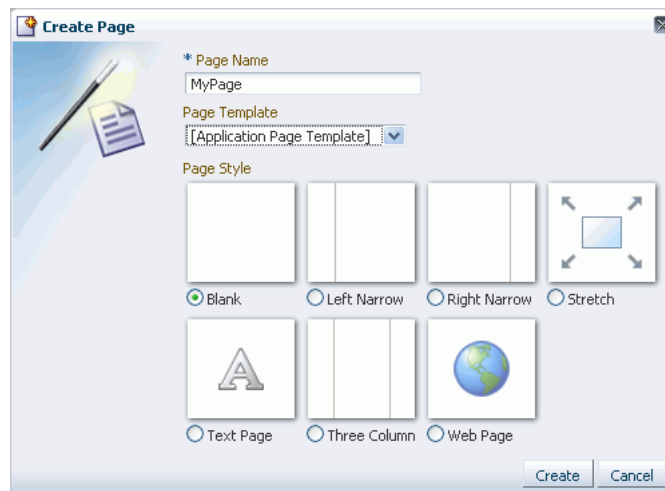 Create Page
* Page Name
MyPage
Page Template
[Application Page Template]
Page Style
Blank
Left Narrow
Right Narrow
Stretch
A
Text Page
Three Column
Web Page
Create
Cancel